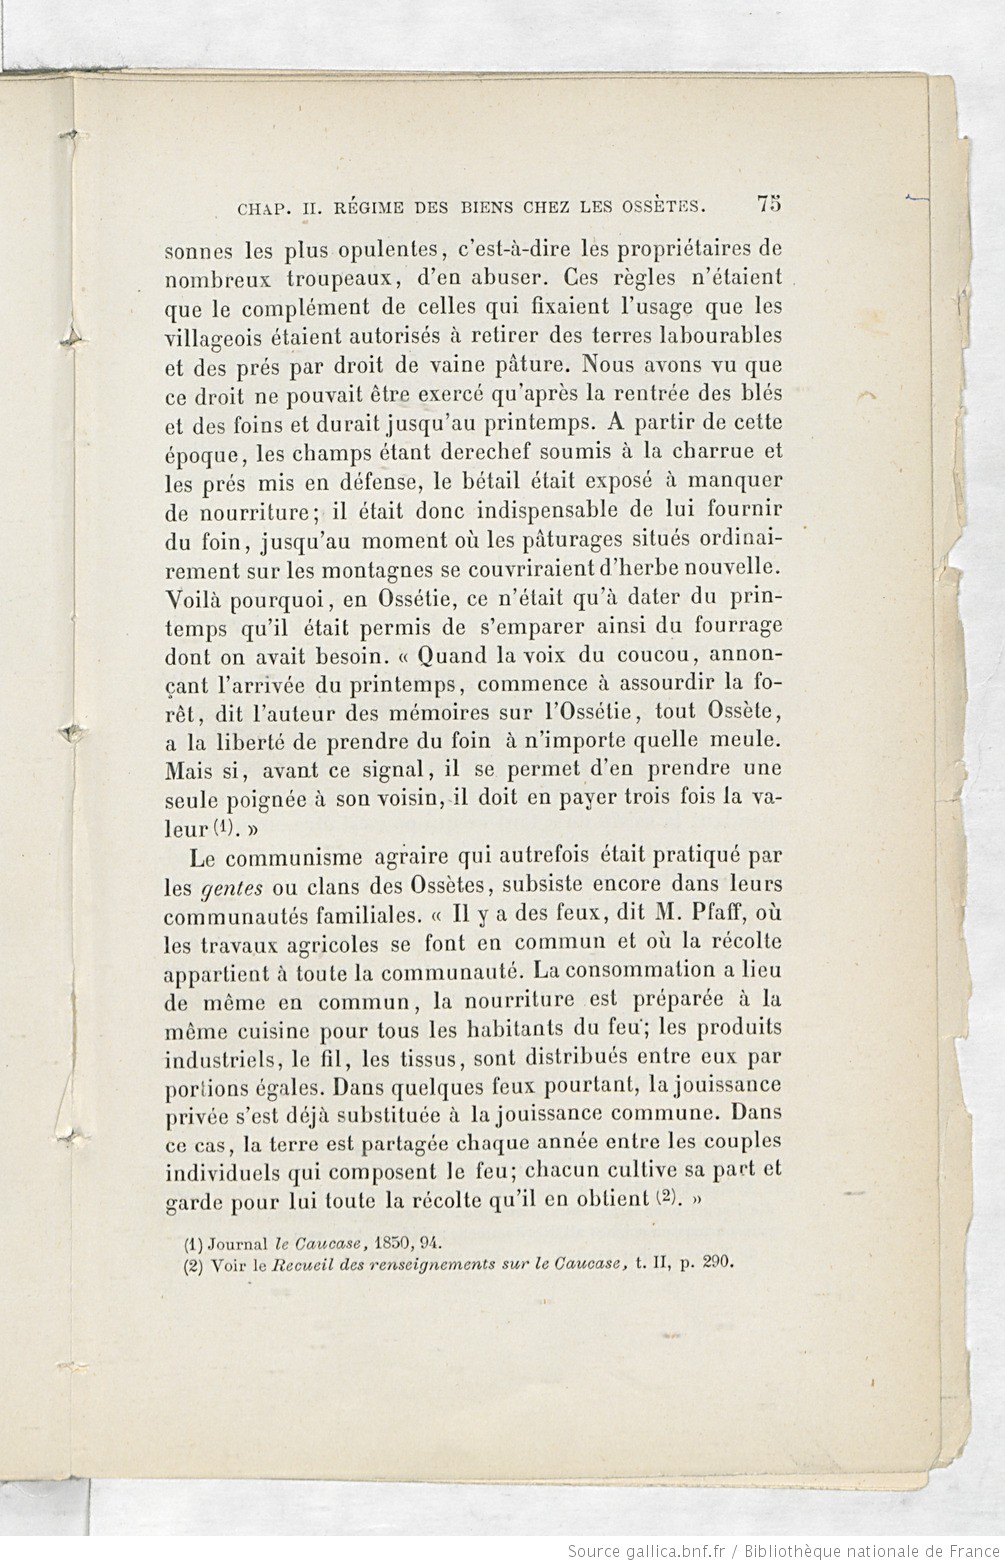 CHAP. II. RÉGIME DES BIENS CHEZ LES OSSÈTES. 75
sonnes les plus opulentes, c'est-à-dire les propriétaires de
nombreux troupeaux, d'en abuser. Ces règles n'étaient
que le complément de celles qui fixaient l'usage que les
villageois étaient autorisés à retirer des terres labourables
et des prés par droit de vaine pâture. Nous avons vu que
ce droit ne pouvait être exercé qu'après la rentrée des blés
et des foins et durait jusqu'au printemps. A partir de cette
époque, les champs étant derechef soumis à la charrue et
les prés mis en défense, le bétail était exposé à manquer
de nourriture; il était donc indispensable de lui fournir
du foin, jusqu'au moment où les pâturages situés ordinai-
rement sur les montagnes se couvriraient d'herbe nouvelle.
Voilà pourquoi, en Ossétie, ce n'était qu'à dater du prin-
temps qu'il était permis de s'emparer ainsi du fourrage
dont on avait besoin. « Quand la voix du coucou, annon-
çant l'arrivée du printemps, commence à assourdir la fo-
rêt, dit l'auteur des mémoires sur l'Ossétie, tout Ossète,
a la liberté de prendre du foin à n'importe quelle meule.
Mais si, avant ce signal, il se permet d'en prendre une
seule poignée à son voisin, il doit en payer trois fois la va-
leur (1). »
Le communisme agraire qui autrefois était pratiqué par
les gentes ou clans des Ossètes, subsiste encore dans leurs
communautés familiales. « Il y a des feux, dit M. Pfaff, où
les travaux agricoles se font en commun et où la récolte
appartient à toute la communauté. La consommation a lieu
de même en commun, la nourriture est préparée à la
même cuisine pour tous les habitants du feu; les produits
industriels, le fil, les tissus, sont distribués entre eux par
portions égales. Dans quelques feux pourtant, la jouissance
privée s'est déjà substituée à la jouissance commune. Dans
ce cas, la terre est partagée chaque année entre les couples
individuels qui composent le feu; chacun cultive sa part et
garde pour lui toute la récolte qu'il en obtient (2). »
(1) Journal le Caucase, 1850, 94.
(2) Voir le Recueil des renseignements sur le Caucase, t. II, p. 290.
Source gallica.bnf.fr / Bibliothèque nationale de France